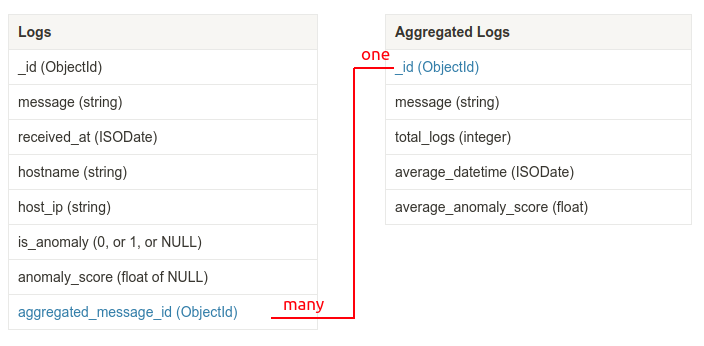 Logs
_id (ObjectId)
message (string)
received_at (ISODate)
hostname (string)
host_ip (string)
is_anomaly (0, or 1, or NULL)
anomaly_score (float of NULL)
aggregated_message_id (ObjectId)
many
one
Aggregated Logs
_id (ObjectId)
message (string)
total_logs (integer)
average_datetime (ISODate)
average_anomaly_score (float)